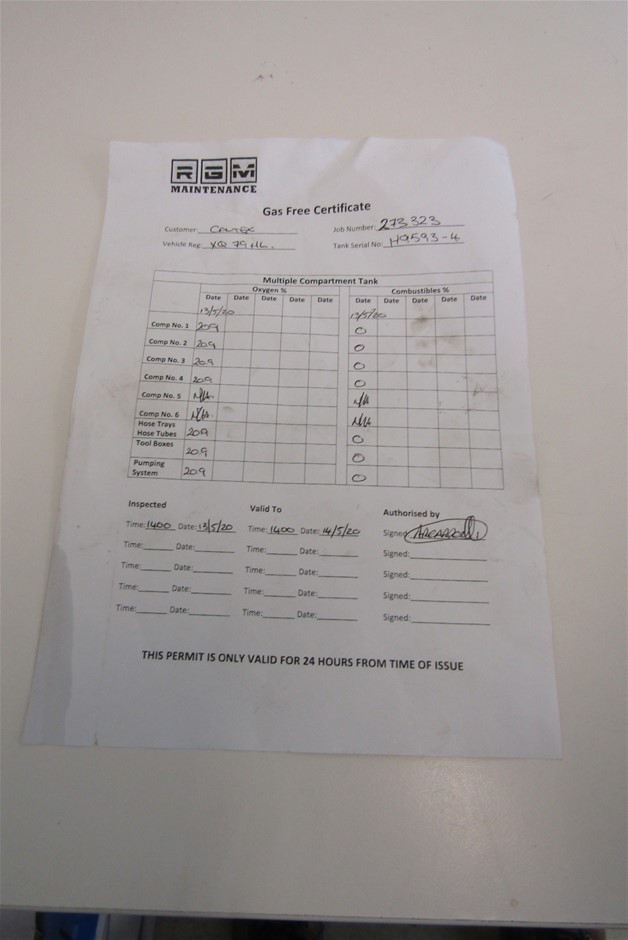 RGM
MAINTENANCE
Gas Free Certificate
Customer: Caltex Job Number: 273323
Vehicle Reg: XQ 79 HL. Tank Serial No: H9593-4
Multiple Compartment Tank
Oxygen % Combustibles %
Date Date Date Date Date Date Date Date Date Date
13/5/20 13/5/20
Comp No. 1 20.9 0
Comp No. 2 20.9 0
Comp No. 3 20.9 0
Comp No. 4 20.9 0
Comp No. 5 N/A. N/A
Comp No. 6 N/A. N/A
Hose Trays
Hose Tubes 20.9 0
Tool Boxes 20.9 0
Pumping
System 20.9 0
Inspected Valid To Authorised by
Time: 1400 Date: 13/5/20 Time: 1400 Date: 14/5/20 Signed:
Time: Date: Time: Date: Signed:
Time: Date: Time: Date: Signed:
Time: Date: Time: Date: Signed:
Time: Date: Time: Date: Signed:
THIS PERMIT IS ONLY VALID FOR 24 HOURS FROM TIME OF ISSUE